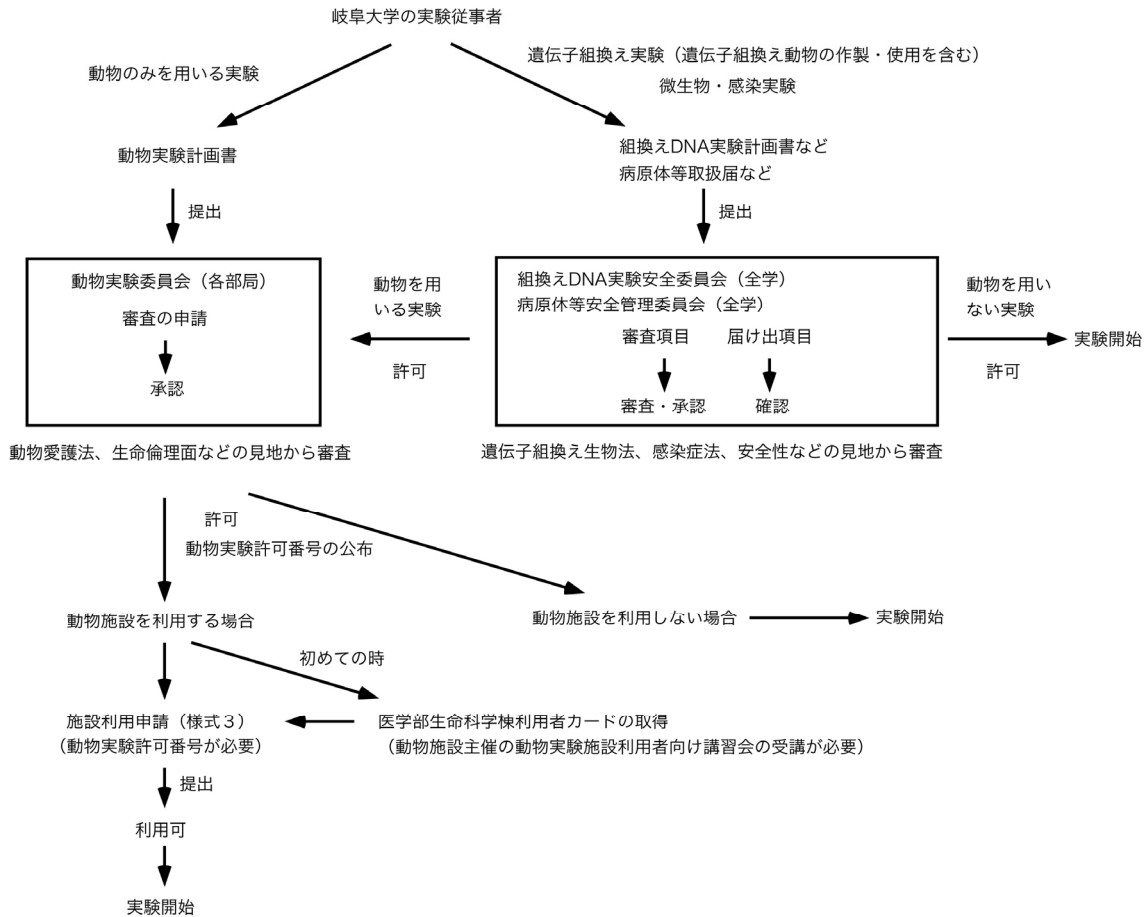 岐阜大学の実験従事者
動物のみを用いる実験
遺伝子組換え実験（遺伝子組換え動物の作製・使用を含む）
微生物・感染実験
動物実験計画書
組換えDNA実験計画書など
病原体等取扱届など
提出
提出
動物実験委員会（各部局）
審査の申請
承認
動物を用
いる実験
許可
組換えDNA実験安全委員会（全学）
病原休等安全管理委員会（全学）
審査項目
届け出項目
審査・承認
確認
動物を用い
ない実験
許可
実験開始
動物愛護法、生命倫理面などの見地から審査
遺伝子組換え生物法、感染症法、安全性などの見地から審査
許可
動物実験許可番号の公布
動物施設を利用する場合
動物施設を利用しない場合
実験開始
初めての時
施設利用申請（様式３）
（動物実験許可番号が必要）
医学部生命科学棟利用者カードの取得
（動物施設主催の動物実験施設利用者向け講習会の受講が必要）
提出
利用可
実験開始